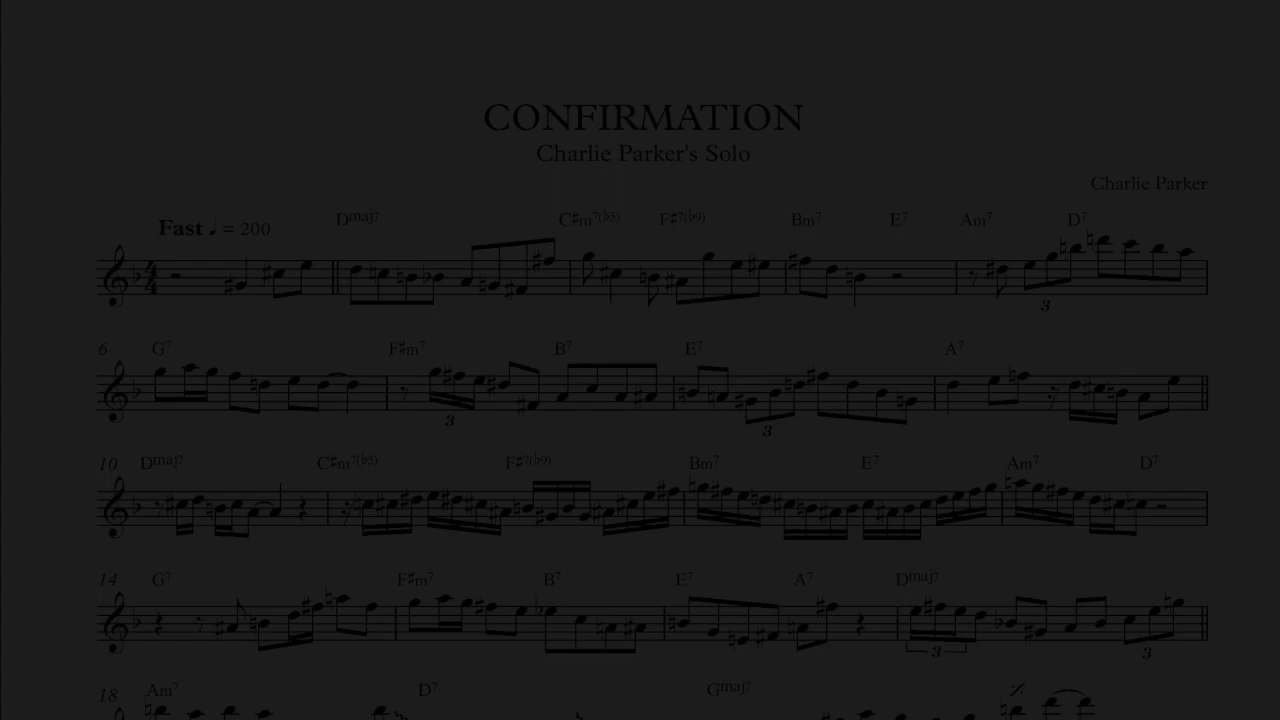 CONFIRMATION
Charlie Parker's Solo
Charlie Parker
Fast ♩ = 200
Dmaj7 C♯m7(♭5) F♯7(♭9) Bm7 E7 Am7 D7
3
6 G7 F♯m7 B7 E7 A7
3 3
10 Dmaj7 C♯m7(♭5) F♯7(♭9) Bm7 E7 Am7 D7
14 G7 F♯m7 B7 E7 A7 Dmaj7
3 3
18 Am7 D7 Gmaj7